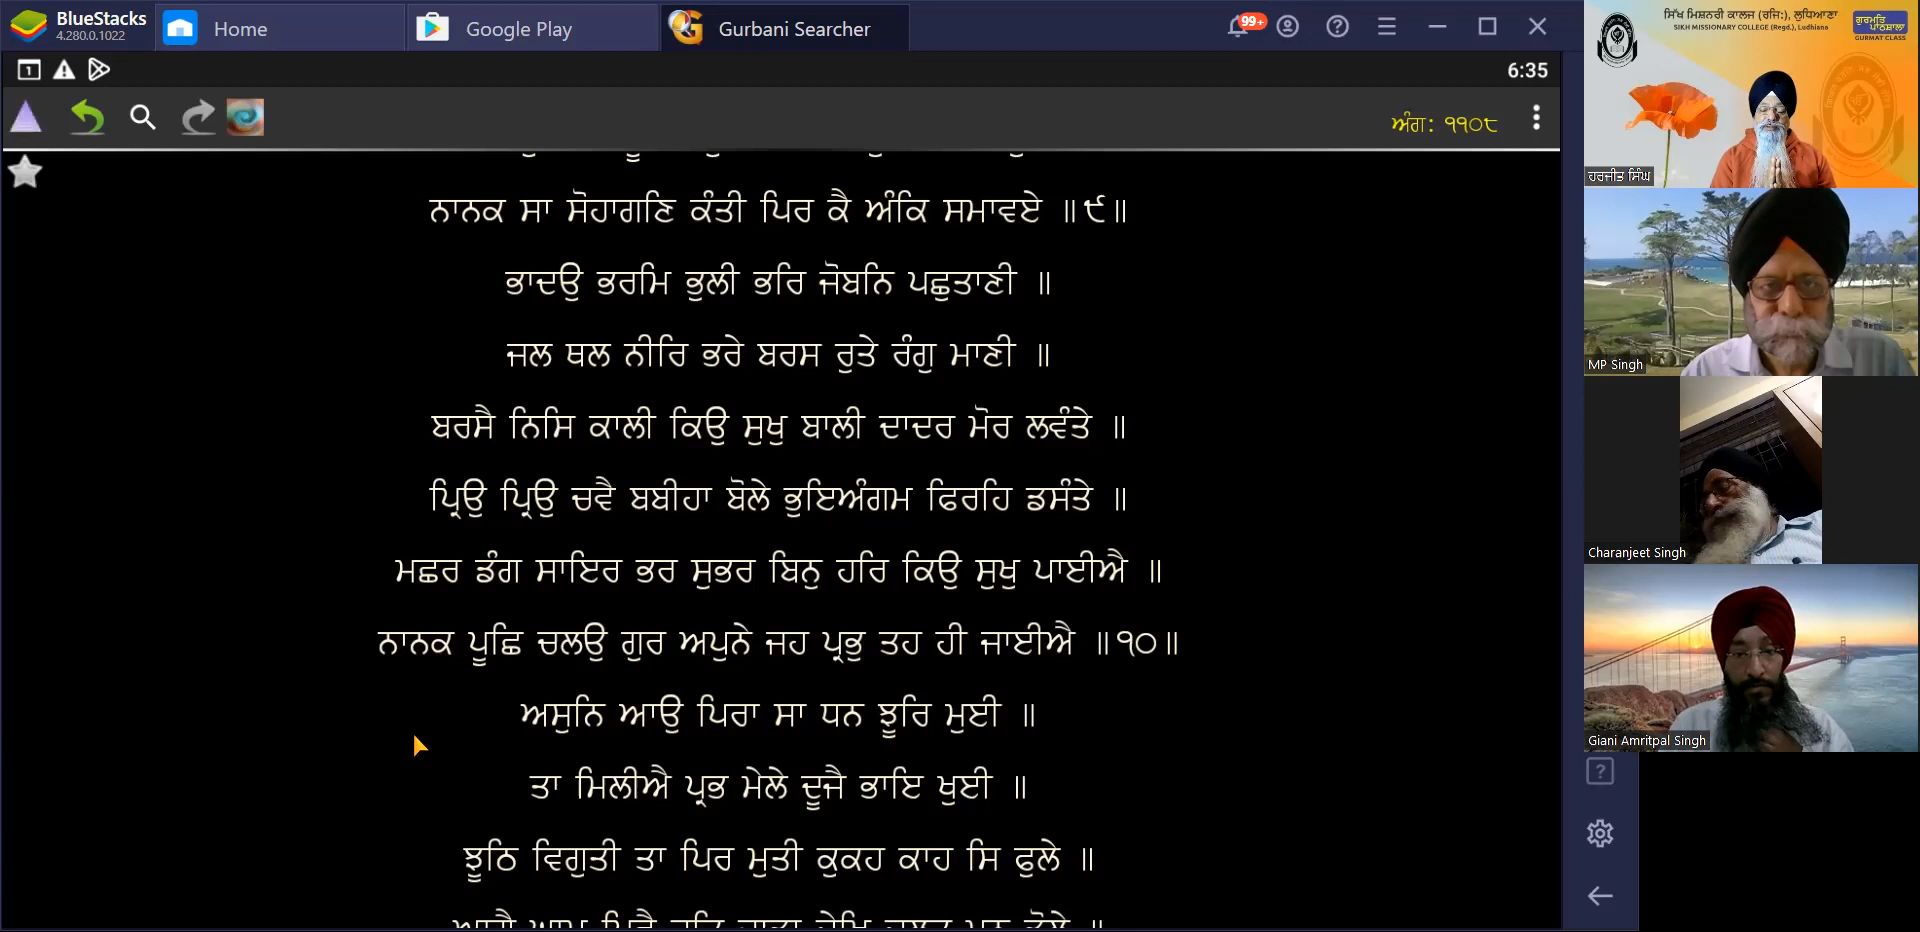 BlueStacks
4.280.0.1022
Home
Google Play
Gurbani Searcher
99+
6:35
ਅੰਗ: ੧੧੦੮
ਨਾਨਕ ਸਾ ਸੋਹਾਗਣਿ ਕੰਤੀ ਪਿਰ ਕੈ ਅੰਕਿ ਸਮਾਵਏ ॥੯॥
ਭਾਦਉ ਭਰਮਿ ਭੁਲੀ ਭਰਿ ਜੋਬਨਿ ਪਛੁਤਾਣੀ ॥
ਜਲ ਥਲ ਨੀਰਿ ਭਰੇ ਬਰਸ ਰੁਤੇ ਰੰਗੁ ਮਾਣੀ ॥
ਬਰਸੈ ਨਿਸਿ ਕਾਲੀ ਕਿਉ ਸੁਖੁ ਬਾਲੀ ਦਾਦਰ ਮੋਰ ਲਵੰਤੇ ॥
ਪ੍ਰਿਉ ਪ੍ਰਿਉ ਚਵੈ ਬਬੀਹਾ ਬੋਲੇ ਭੁਇਅੰਗਮ ਫਿਰਹਿ ਡਸੰਤੇ ॥
ਮਛਰ ਡੰਗ ਸਾਇਰ ਭਰ ਸੁਭਰ ਬਿਨੁ ਹਰਿ ਕਿਉ ਸੁਖੁ ਪਾਈਐ ॥
ਨਾਨਕ ਪੂਛਿ ਚਲਉ ਗੁਰ ਅਪੁਨੇ ਜਹ ਪ੍ਰਭੁ ਤਹ ਹੀ ਜਾਈਐ ॥੧੦॥
ਅਸੁਨਿ ਆਉ ਪਿਰਾ ਸਾ ਧਨ ਝੂਰਿ ਮੁਈ ॥
ਤਾ ਮਿਲੀਐ ਪ੍ਰਭ ਮੇਲੇ ਦੂਜੈ ਭਾਇ ਖੁਈ ॥
ਝੂਠਿ ਵਿਗੁਤੀ ਤਾ ਪਿਰ ਮੁਤੀ ਕੁਕਹ ਕਾਹ ਸਿ ਫੁਲੇ ॥
ਸਿੱਖ ਮਿਸ਼ਨਰੀ ਕਾਲਜ (ਰਜਿ:), ਲੁਧਿਆਣਾ
SIKH MISSIONARY COLLEGE (Regd.), Ludhiana
ਗੁਰਮਤਿ
ਪਾਠਸ਼ਾਲਾ
GURMAT CLASS
ਹਰਜੀਤ ਸਿੰਘ
MP Singh
Charanjeet Singh
Giani Amritpal Singh